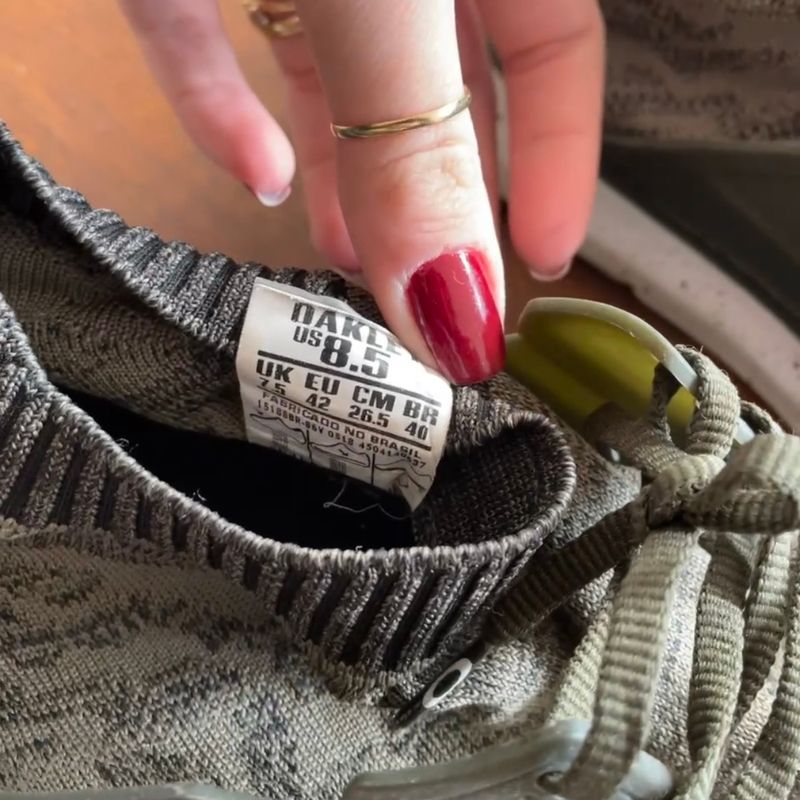 OAKLE
US 8.5
UK EU CM BR
7.5 42 26.5 40
FABRICADO NO BRASIL